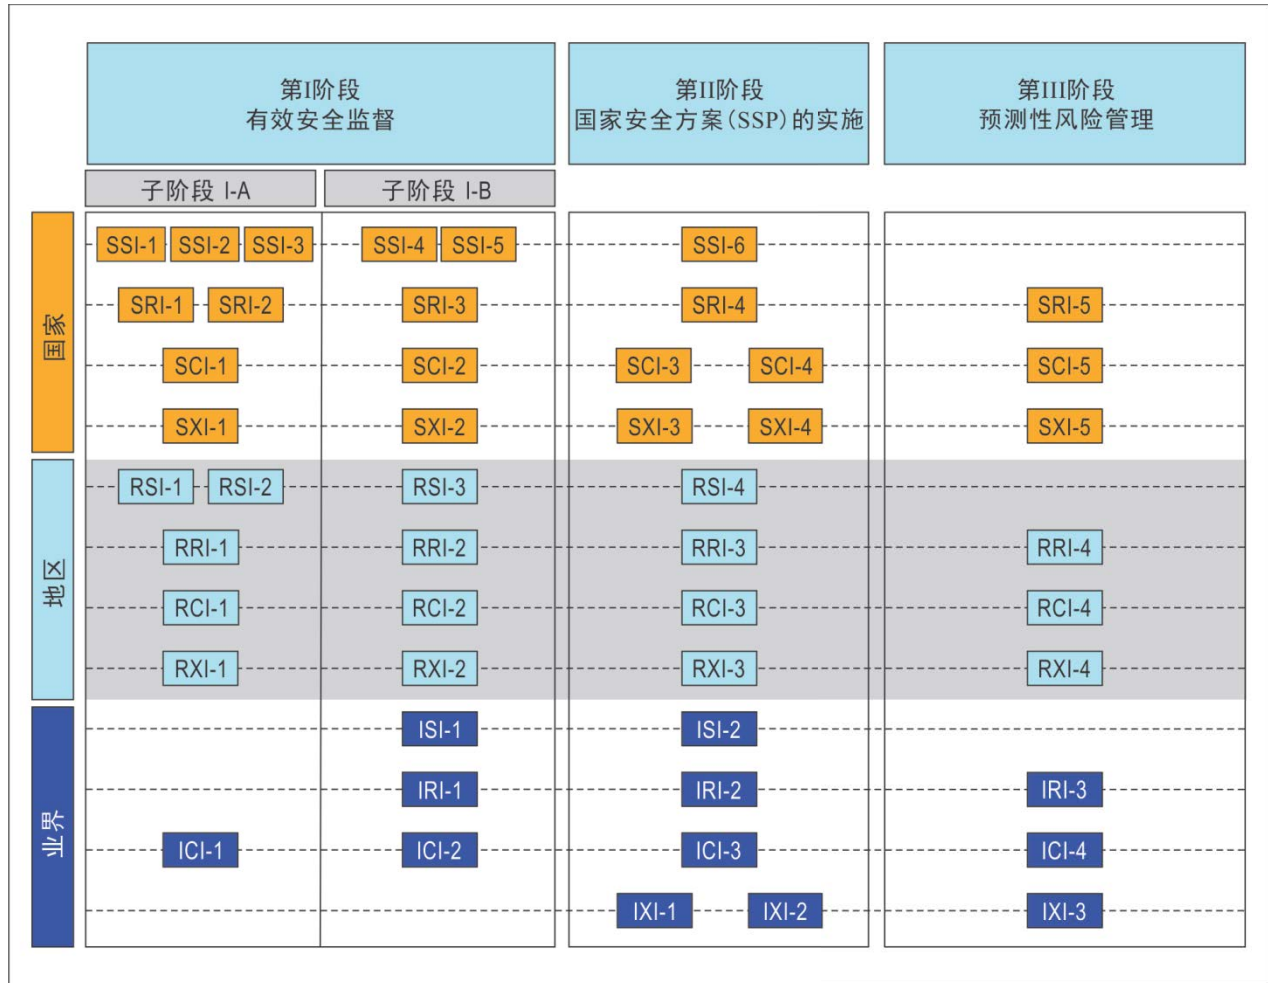 第I阶段
有效安全监督
第II阶段
国家安全方案(SSP)的实施
第III阶段
预测性风险管理
子阶段 I-A
子阶段 I-B
国家
SSI-1 SSI-2 SSI-3 SSI-4 SSI-5 SSI-6
SRI-1 SRI-2 SRI-3 SRI-4 SRI-5
SCI-1 SCI-2 SCI-3 SCI-4 SCI-5
SXI-1 SXI-2 SXI-3 SXI-4 SXI-5
地区
RSI-1 RSI-2 RSI-3 RSI-4
RRI-1 RRI-2 RRI-3 RRI-4
RCI-1 RCI-2 RCI-3 RCI-4
RXI-1 RXI-2 RXI-3 RXI-4
业界
ISI-1 ISI-2
IRI-1 IRI-2 IRI-3
ICI-1 ICI-2 ICI-3 ICI-4
IXI-1 IXI-2 IXI-3